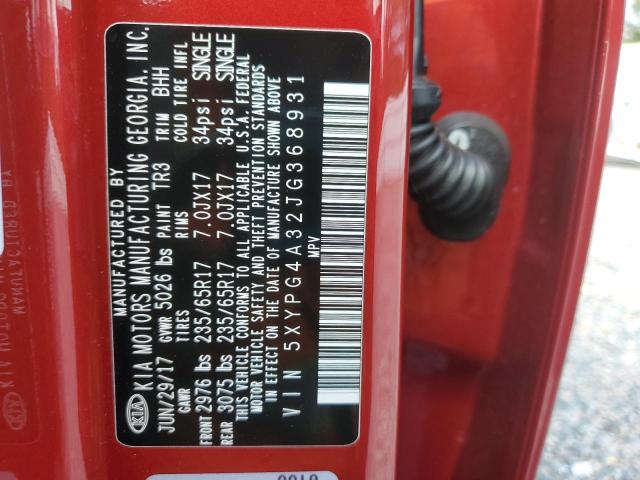 MANUFACTURED BY
KIA KIA MOTORS MANUFACTURING GEORGIA, INC.
JUN/29/17 GVWR 5026 lbs PAINT TR3 TRIM BHH
GAWR TIRES RIMS COLD TIRE INFL
FRONT 2976 lbs 235/65R17 7.0JX17 34psi SINGLE
REAR 3075 lbs 235/65R17 7.0JX17 34psi SINGLE
THIS VEHICLE CONFORMS TO ALL APPLICABLE U.S.A. FEDERAL
MOTOR VEHICLE SAFETY AND THEFT PREVENTION STANDARDS
IN EFFECT ON THE DATE OF MANUFACTURE SHOWN ABOVE
VIN 5XYPG4A32JG368931
MPV